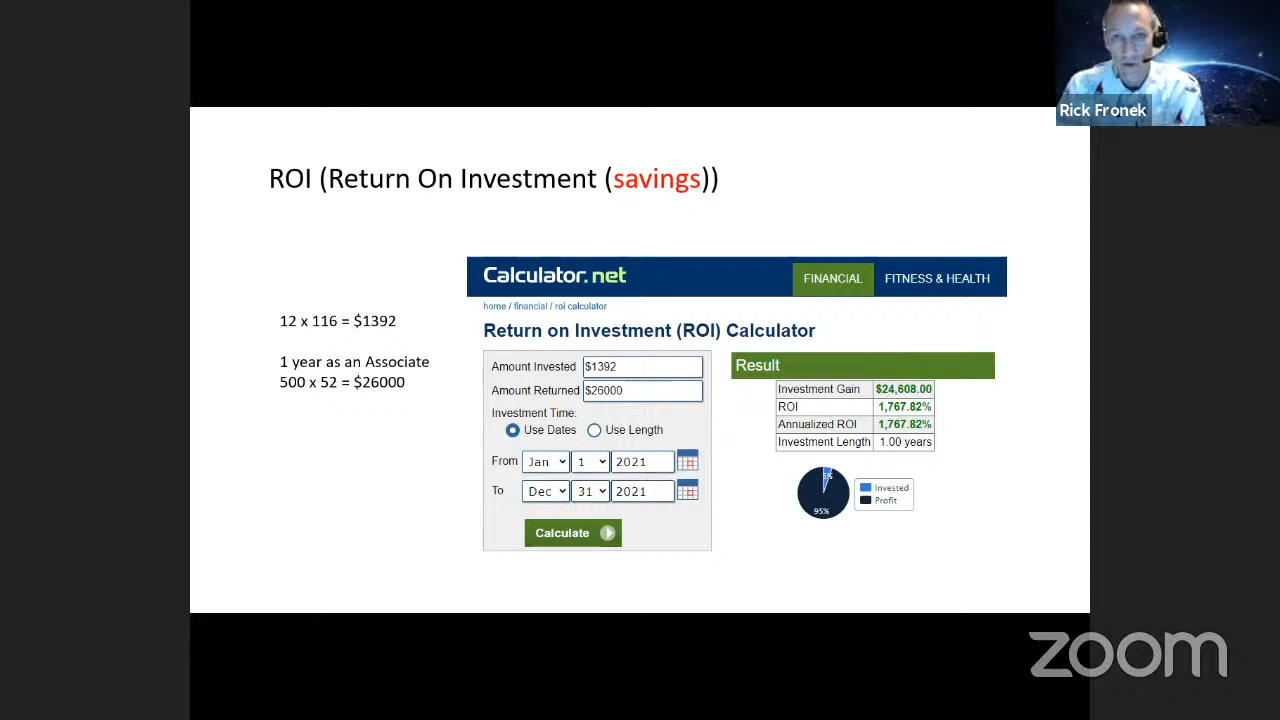 Rick Fronek
ROI (Return On Investment (savings))
12 x 116 = $1392
1 year as an Associate
500 x 52 = $26000
Calculator.net
FINANCIAL
FITNESS & HEALTH
home / financial / roi calculator
Return on Investment (ROI) Calculator
Amount Invested $1392
Amount Returned $26000
Investment Time:
Use Dates Use Length
From Jan 1 2021
To Dec 31 2021
Calculate
Result
Investment Gain $24,608.00
ROI 1,767.82%
Annualized ROI 1,767.82%
Investment Length 1.00 years
5%
95%
Invested
Profit
zoom